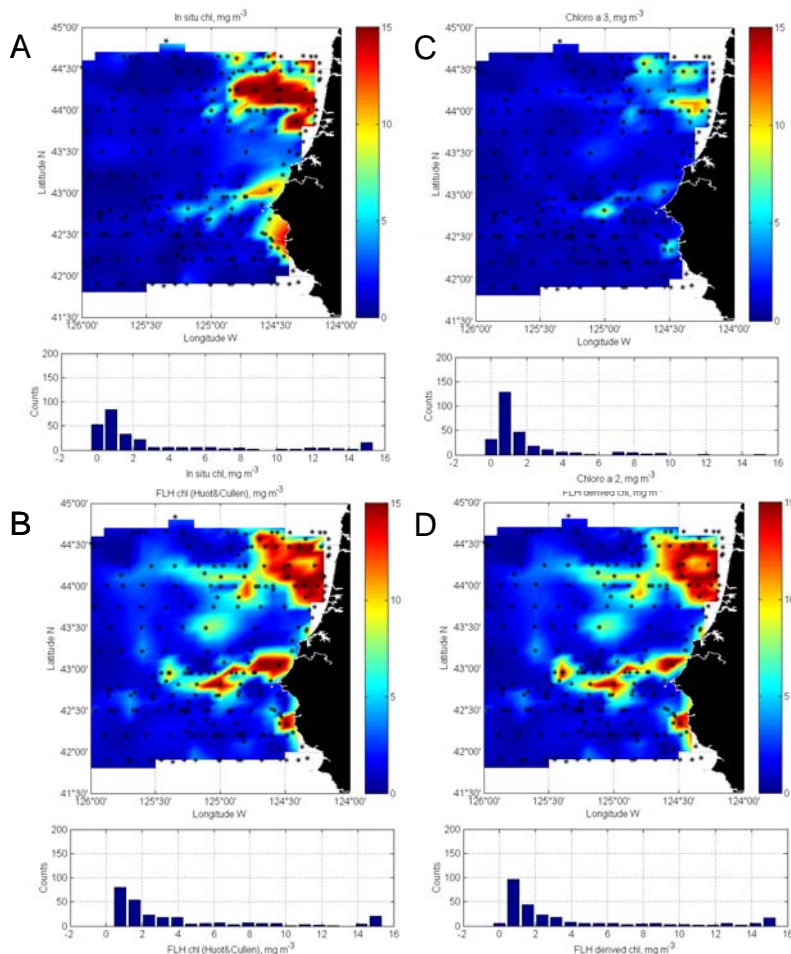 A
In situ chl, mg m⁻³
45°00'
44°30'
44°00'
43°30'
43°00'
42°30'
42°00'
41°30'
Latitude N
126°00' 125°30' 125°00' 124°30' 124°00'
Longitude W
15
10
5
0
200
150
100
50
0
Counts
-2 0 2 4 6 8 10 12 14 16
In situ chl, mg m⁻³
C
Chloro a 3, mg m⁻³
45°00'
44°30'
44°00'
43°30'
43°00'
42°30'
42°00'
41°30'
Latitude N
126°00' 125°30' 125°00' 124°30' 124°00'
Longitude W
15
10
5
0
200
150
100
50
0
Counts
-2 0 2 4 6 8 10 12 14 16
Chloro a 2, mg m⁻³
B
FLH chl (Huot&Cullen), mg m⁻³
45°00'
44°30'
44°00'
43°30'
43°00'
42°30'
42°00'
41°30'
Latitude N
126°00' 125°30' 125°00' 124°30' 124°00'
Longitude W
15
10
5
0
200
150
100
50
0
Counts
-2 0 2 4 6 8 10 12 14 16
FLH chl (Huot&Cullen), mg m⁻³
D
FLH derived chl, mg m⁻
45°00'
44°30'
44°00'
43°30'
43°00'
42°30'
42°00'
41°30'
Latitude N
126°00' 125°30' 125°00' 124°30' 124°00'
Longitude W
15
10
5
0
200
150
100
50
0
Counts
-2 0 2 4 6 8 10 12 14 16
FLH derived chl, mg m⁻³